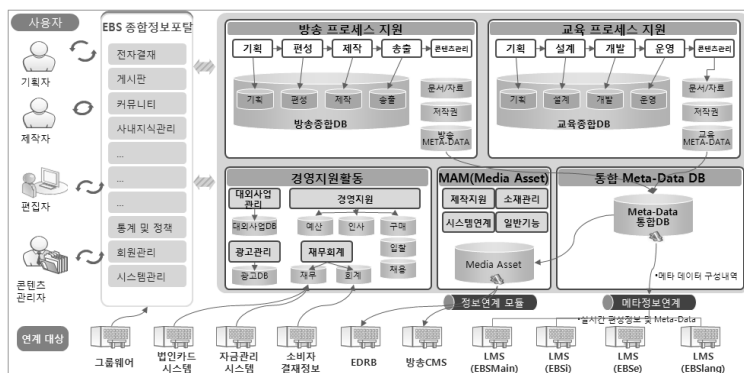 사용자
기획자
제작자
편집자
콘텐츠
관리자
EBS 종합정보포탈
전자결재
게시판
커뮤니티
사내지식관리
...
...
...
통계 및 정책
회원관리
시스템관리
방송 프로세스 지원
기획
편성
제작
송출
콘텐츠관리
기획
편성
제작
송출
방송종합DB
문서/자료
저작권
방송
META-DATA
교육 프로세스 지원
기획
설계
개발
운영
콘텐츠관리
기획
설계
개발
운영
교육종합DB
문서/자료
저작권
교육
META-DATA
경영지원활동
대외사업
관리
대외사업DB
광고관리
광고DB
경영지원
예산
인사
구매
재무회계
입찰
재무
회계
채용
MAM(Media Asset)
제작지원
소재관리
시스템연계
일반기능
Media Asset
통합 Meta-Data DB
Meta-Data
통합DB
•메타 데이터 구성내역
정보연계 모듈
메타정보연계
•실시간 편성정보 및 Meta-Data
연계 대상
그룹웨어
법인카드
시스템
자금관리
시스템
소비자
결재정보
EDRB
방송CMS
LMS
(EBSMain)
LMS
(EBSi)
LMS
(EBSe)
LMS
(EBSlang)